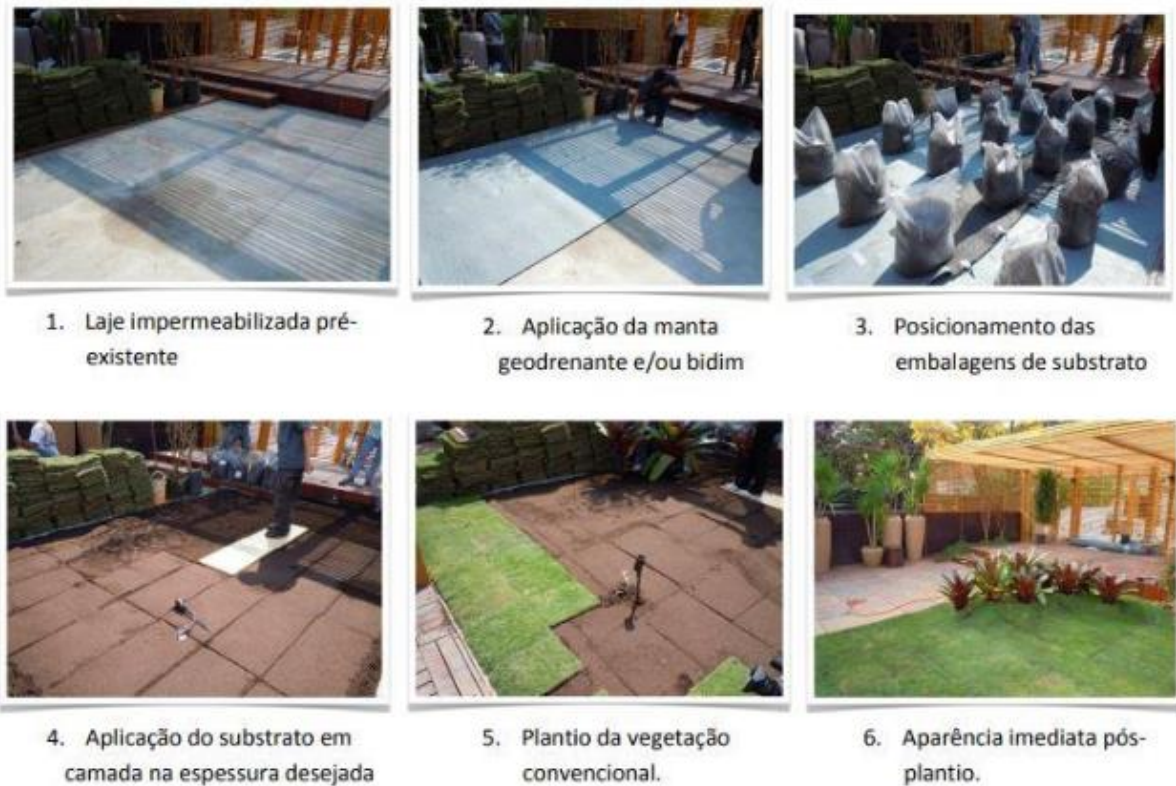 1. Laje impermeabilizada pré-
existente
2. Aplicação da manta
geodrenante e/ou bidim
3. Posicionamento das
embalagens de substrato
4. Aplicação do substrato em
camada na espessura desejada
5. Plantio da vegetação
convencional.
6. Aparência imediata pós-
plantio.